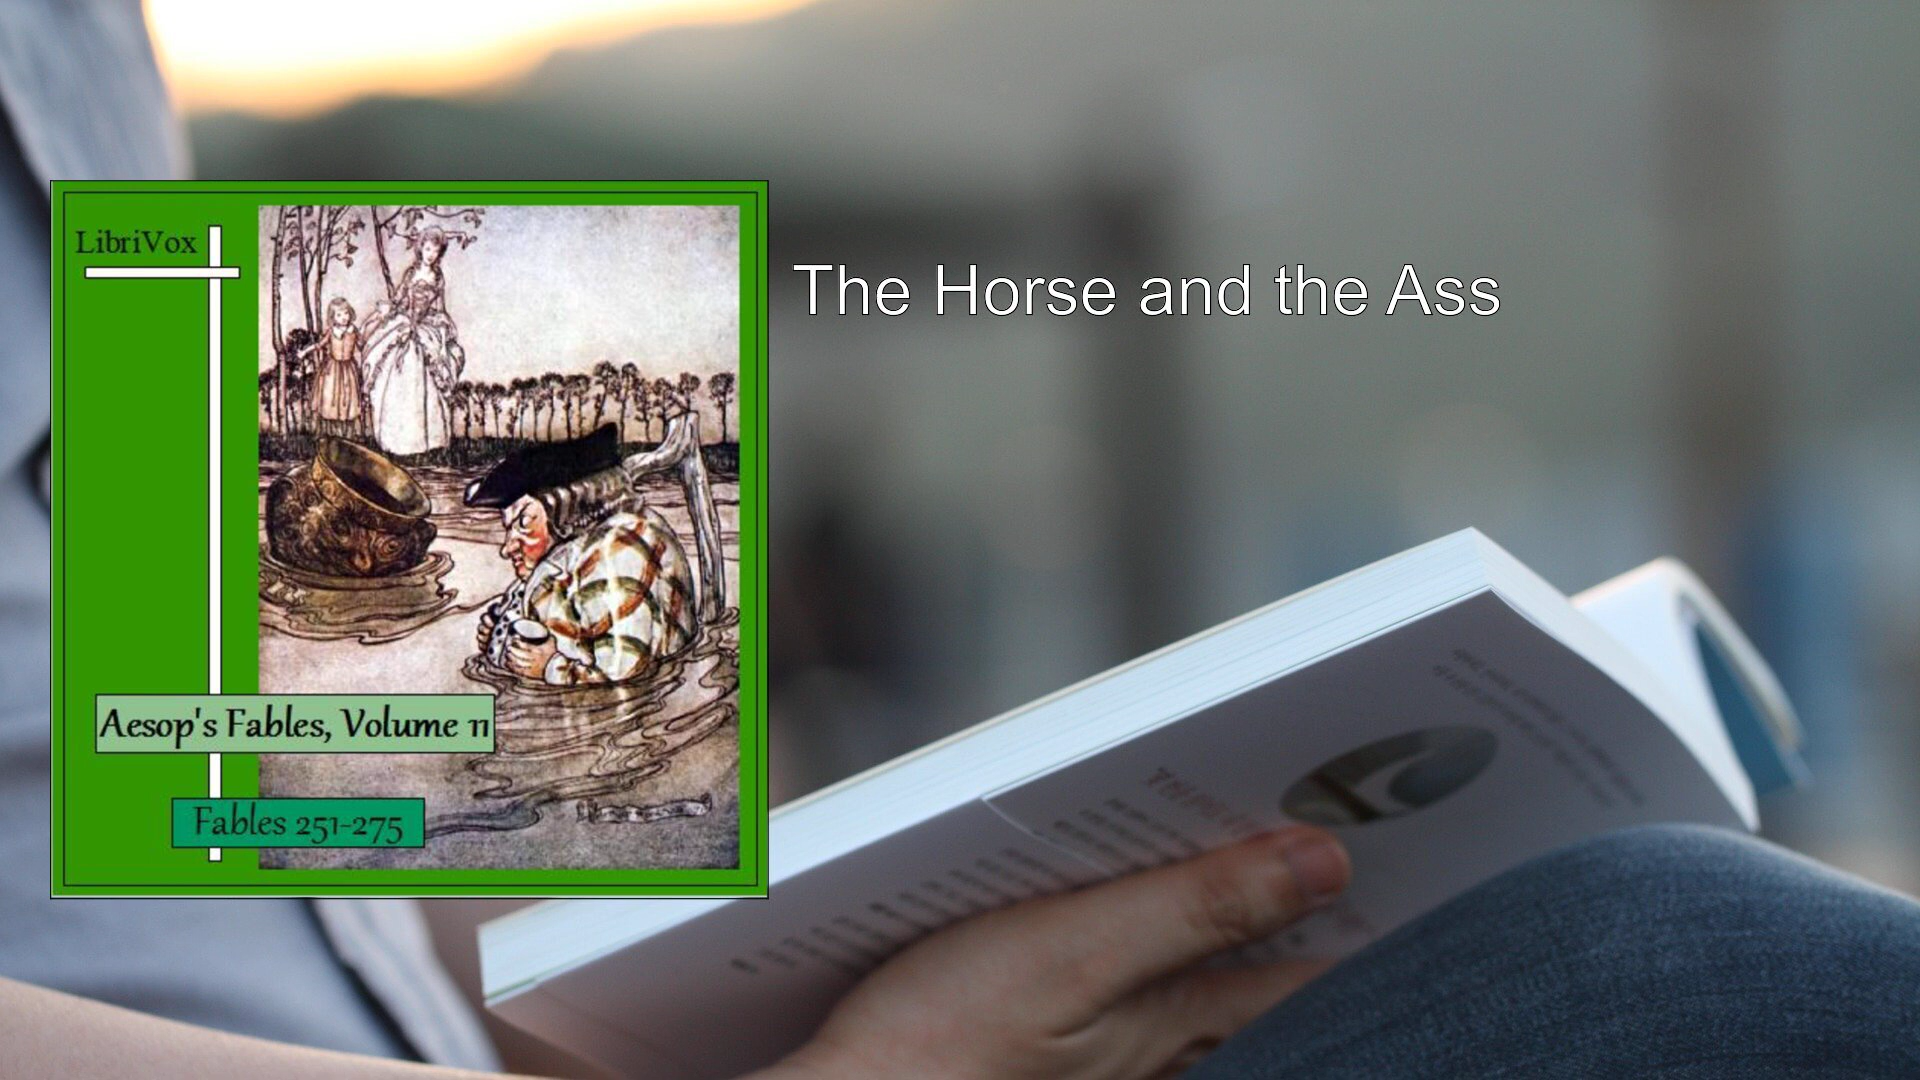 LibriVox
The Horse and the Ass
Aesop's Fables, Volume 11
Fables 251-275